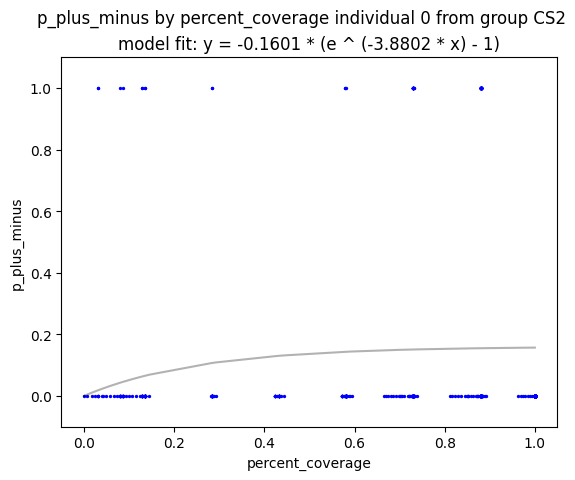 p_plus_minus by percent_coverage individual 0 from group CS2
model fit: y = -0.1601 * (e ^ (-3.8802 * x) - 1)
1.0
0.8
0.6
0.4
0.2
0.0
p_plus_minus
0.0 0.2 0.4 0.6 0.8 1.0
percent_coverage